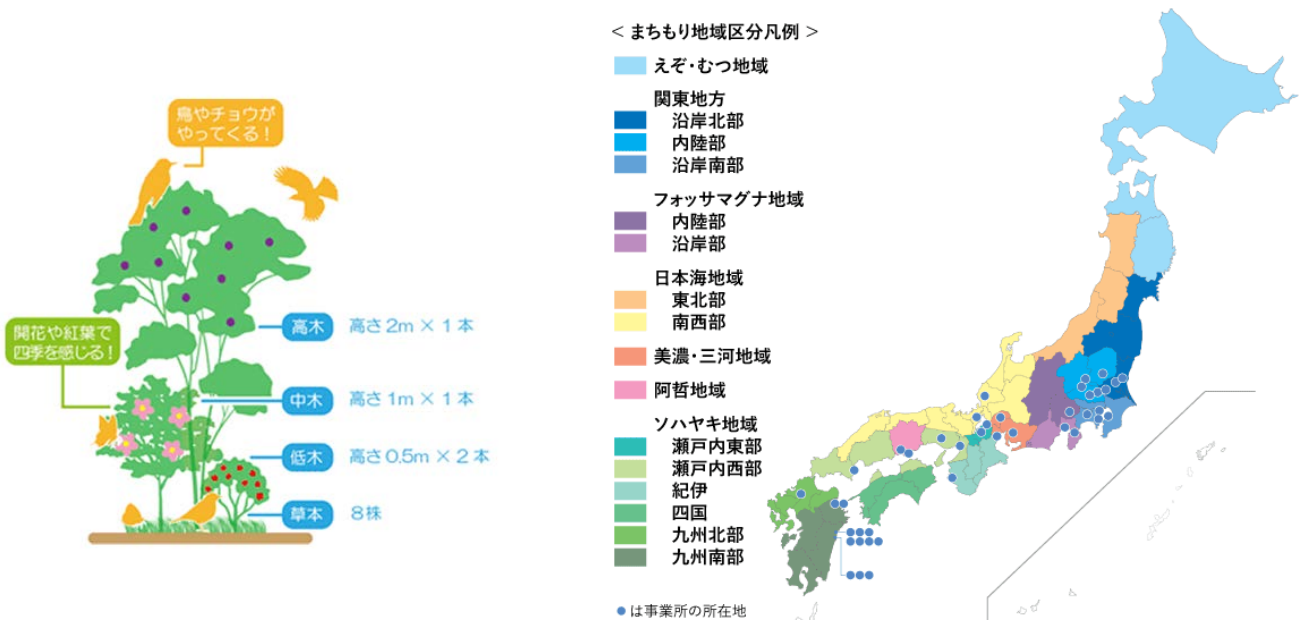 鳥やチョウが
やってくる！
開花や紅葉で
四季を感じる！
高木 高さ2m × 1本
中木 高さ1m × 1本
低木 高さ0.5m × 2本
草本 8株
＜ まちもり地域区分凡例 ＞
えぞ・むつ地域
関東地方
沿岸北部
内陸部
沿岸南部
フォッサマグナ地域
内陸部
沿岸部
日本海地域
東北部
南西部
美濃・三河地域
阿哲地域
ソハヤキ地域
瀬戸内東部
瀬戸内西部
紀伊
四国
九州北部
九州南部
●は事業所の所在地